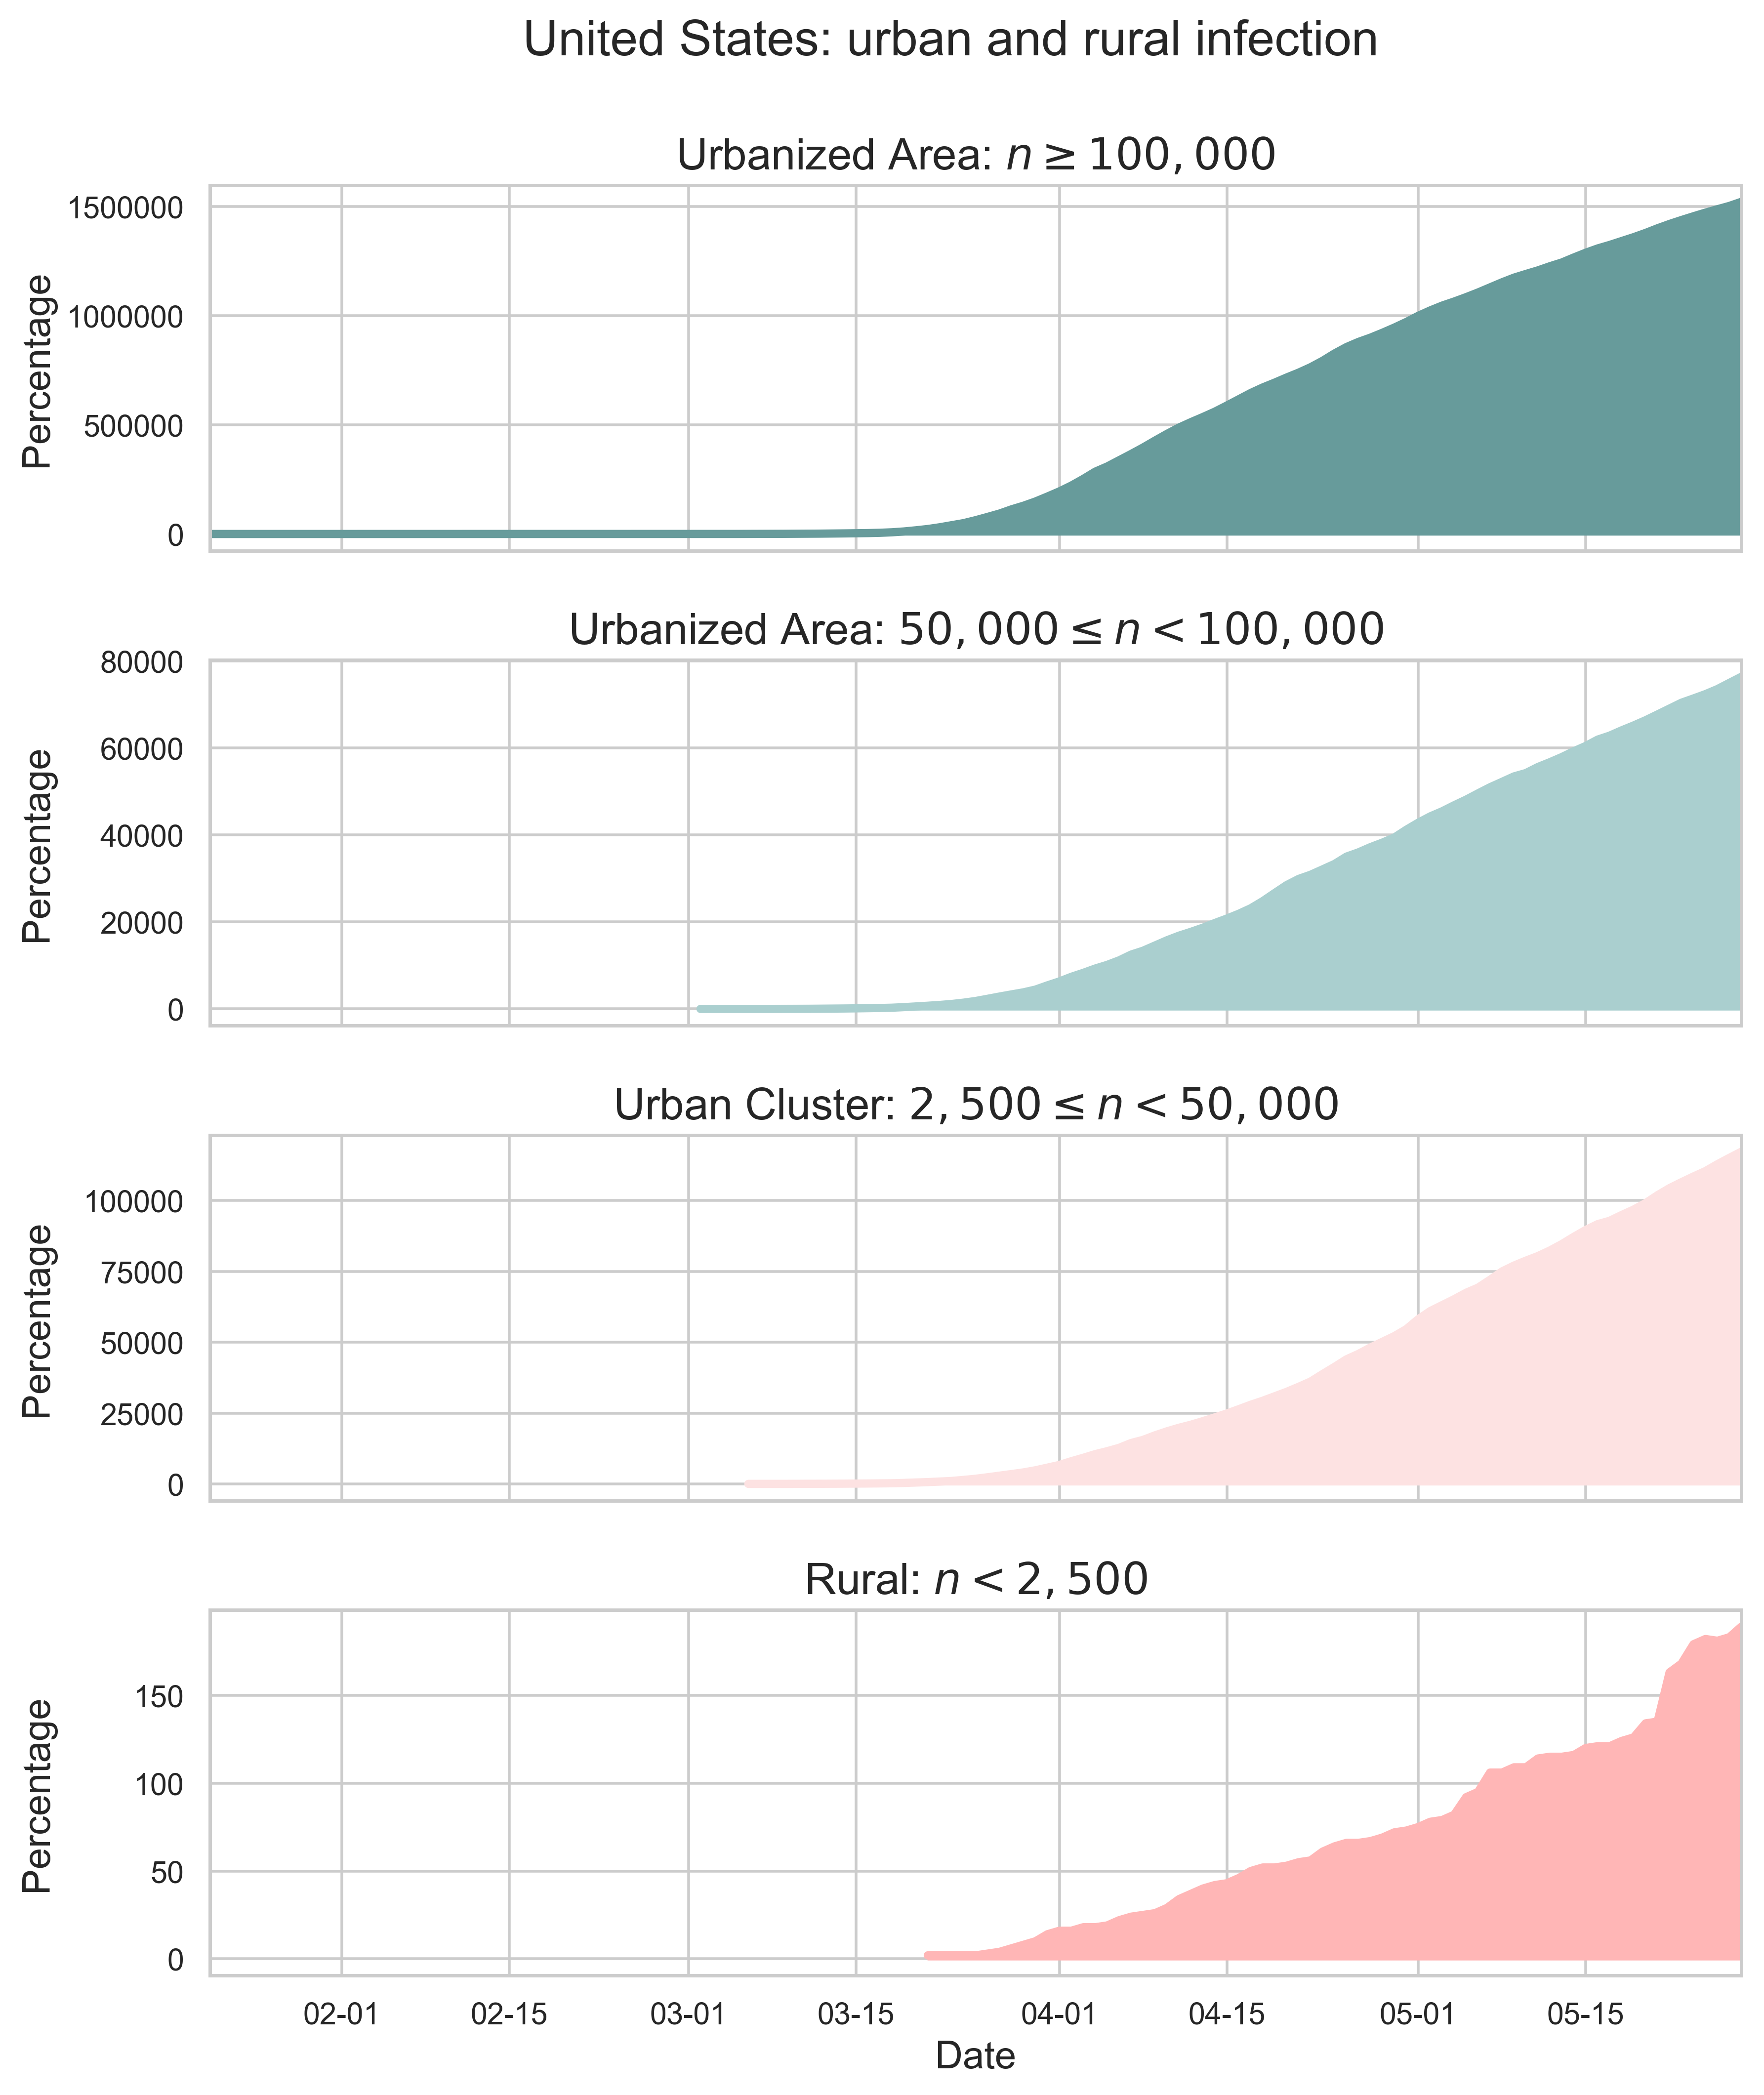 United States: urban and rural infection
Urbanized Area: n ≥ 100,000
1500000
1000000
500000
0
Percentage
Urbanized Area: 50,000 ≤ n < 100,000
80000
60000
40000
20000
0
Percentage
Urban Cluster: 2,500 ≤ n < 50,000
100000
75000
50000
25000
0
Percentage
Rural: n < 2,500
150
100
50
0
Percentage
02-01 02-15 03-01 03-15 04-01 04-15 05-01 05-15
Date